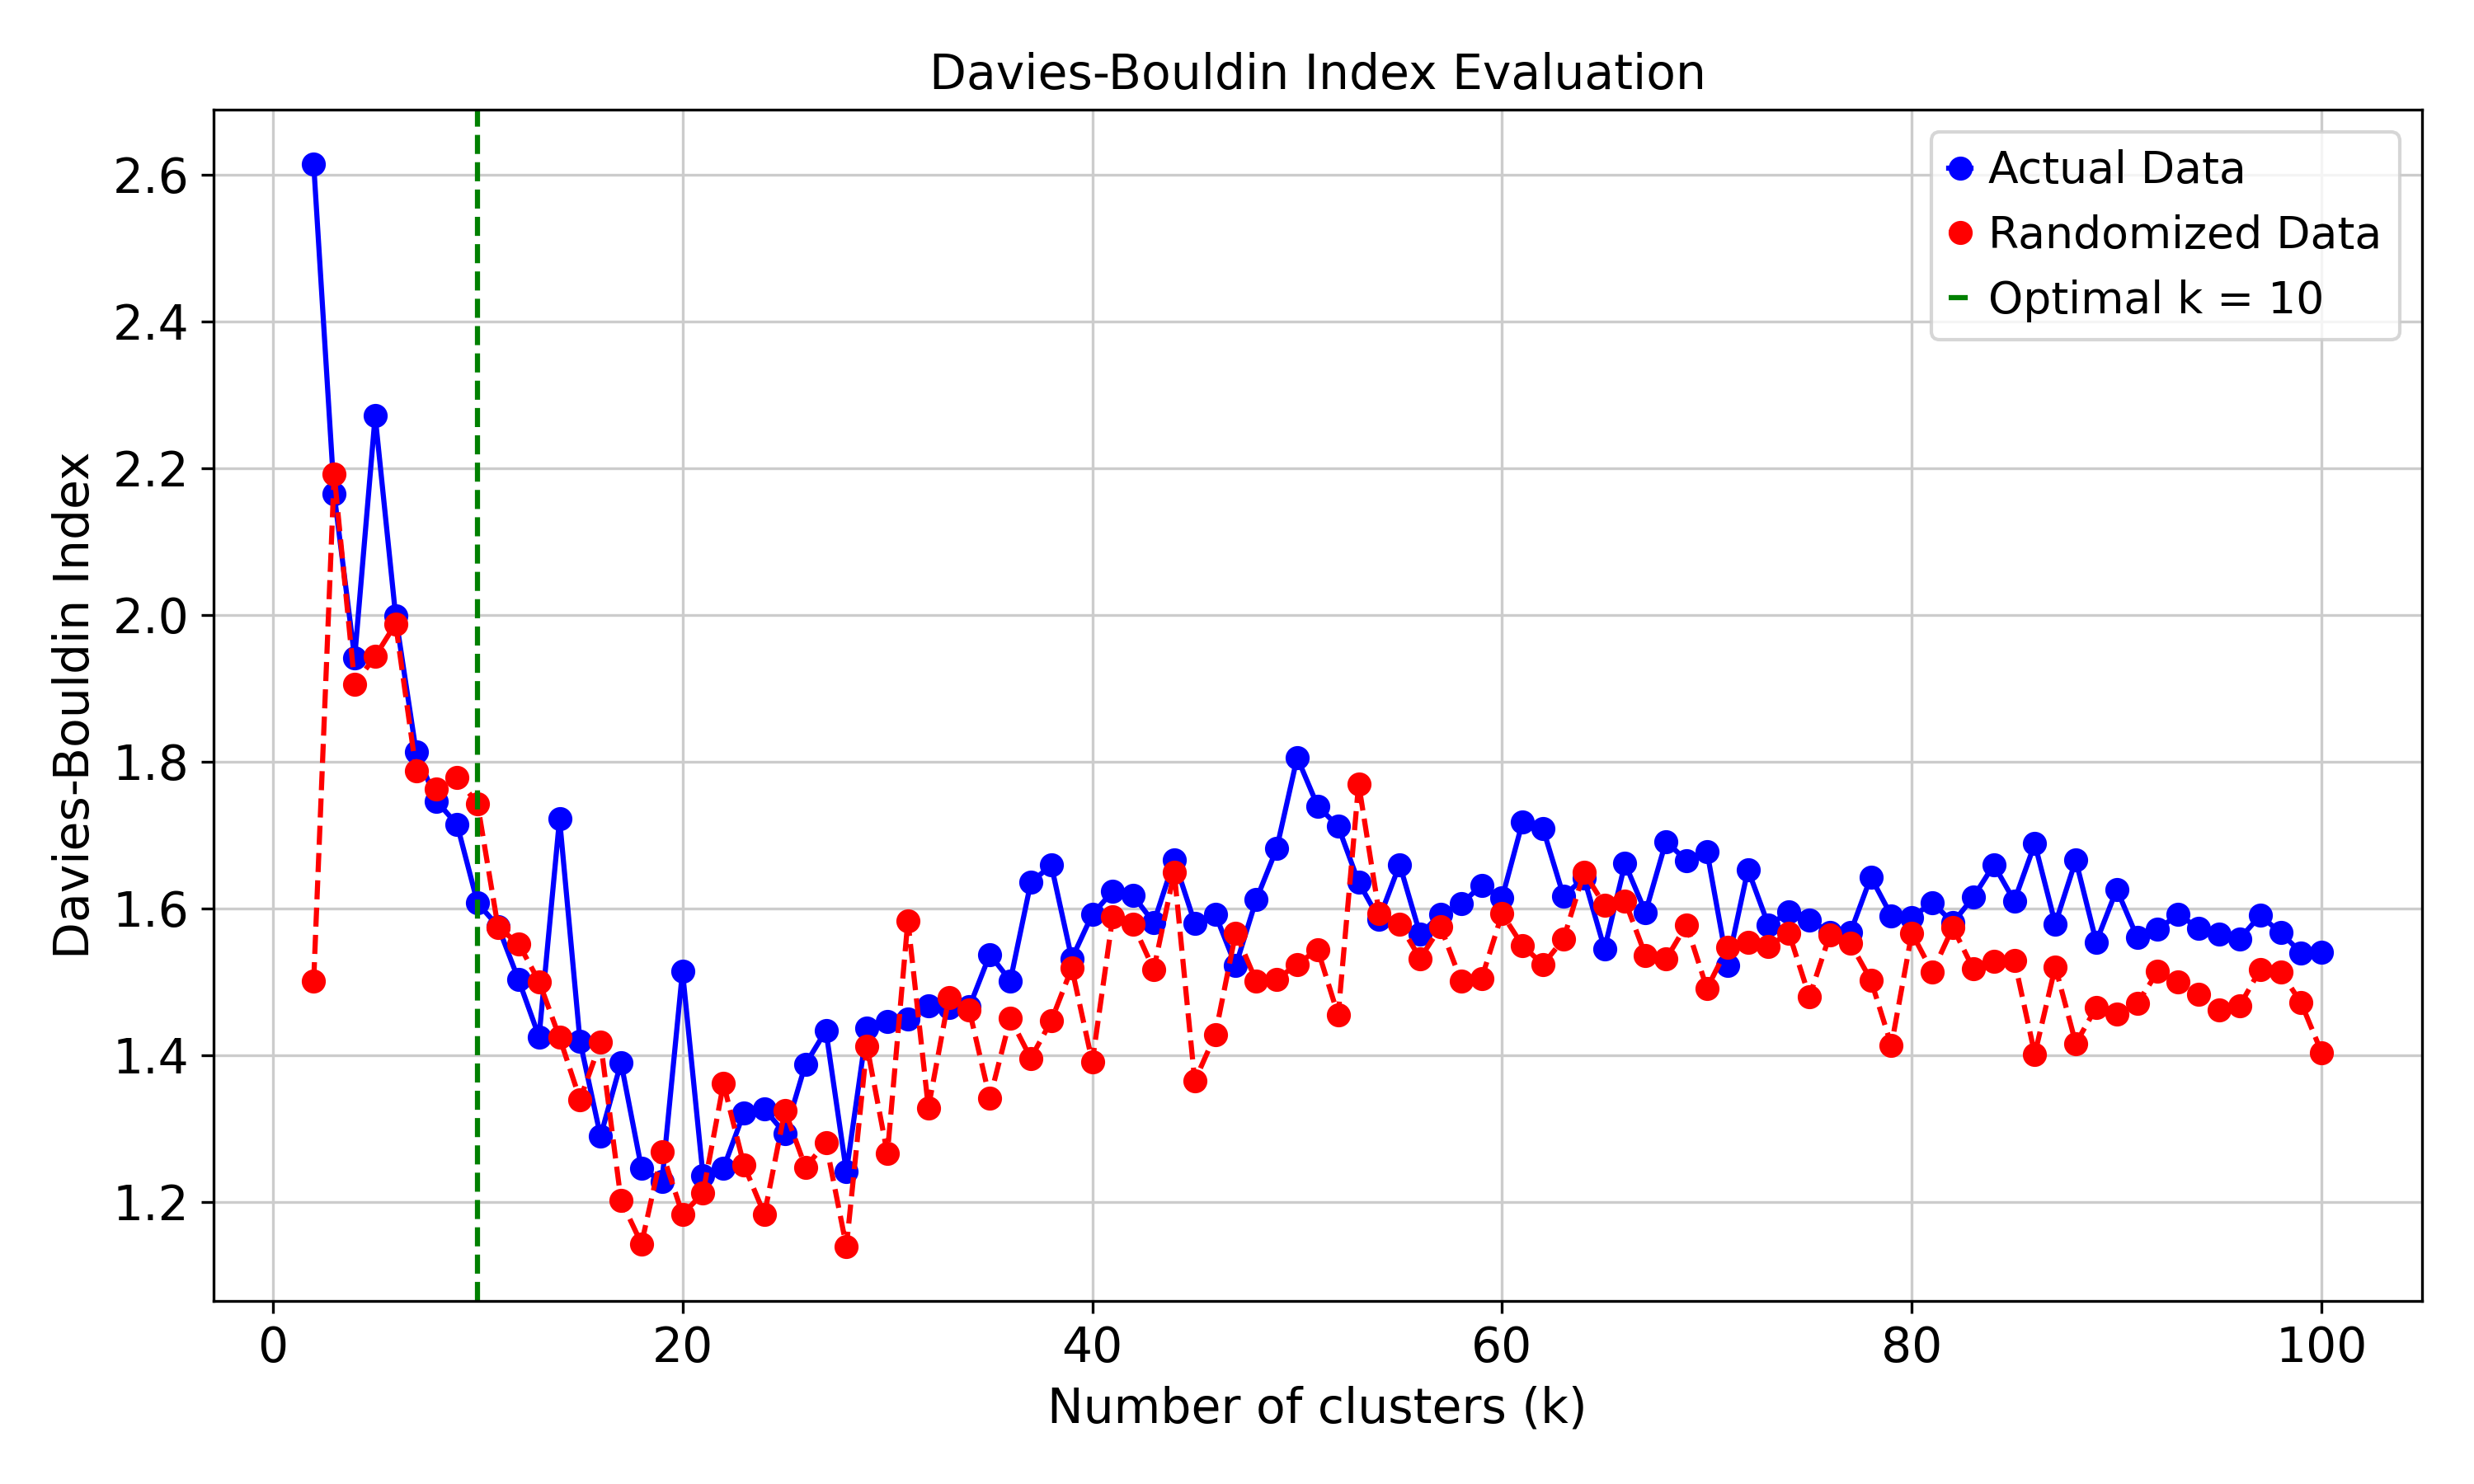 Davies-Bouldin Index Evaluation
Actual Data
Randomized Data
Optimal k = 10
Davies-Bouldin Index
2.6
2.4
2.2
2.0
1.8
1.6
1.4
1.2
0 20 40 60 80 100
Number of clusters (k)